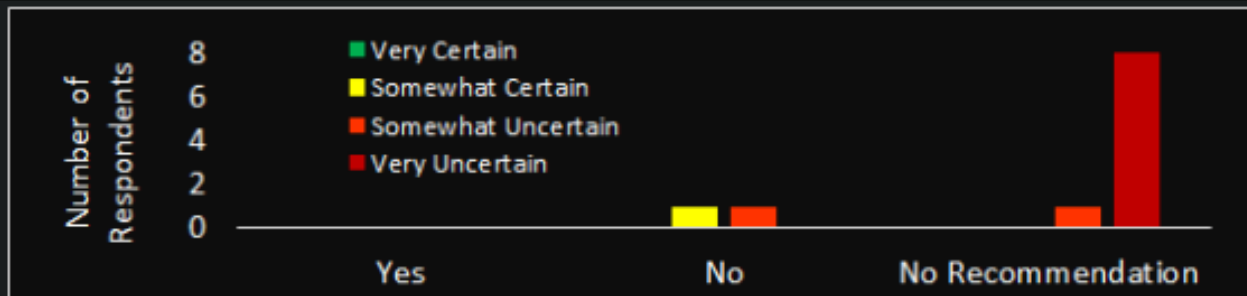 Number of
Respondents
8
6
4
2
0
Very Certain
Somewhat Certain
Somewhat Uncertain
Very Uncertain
Yes
No
No Recommendation